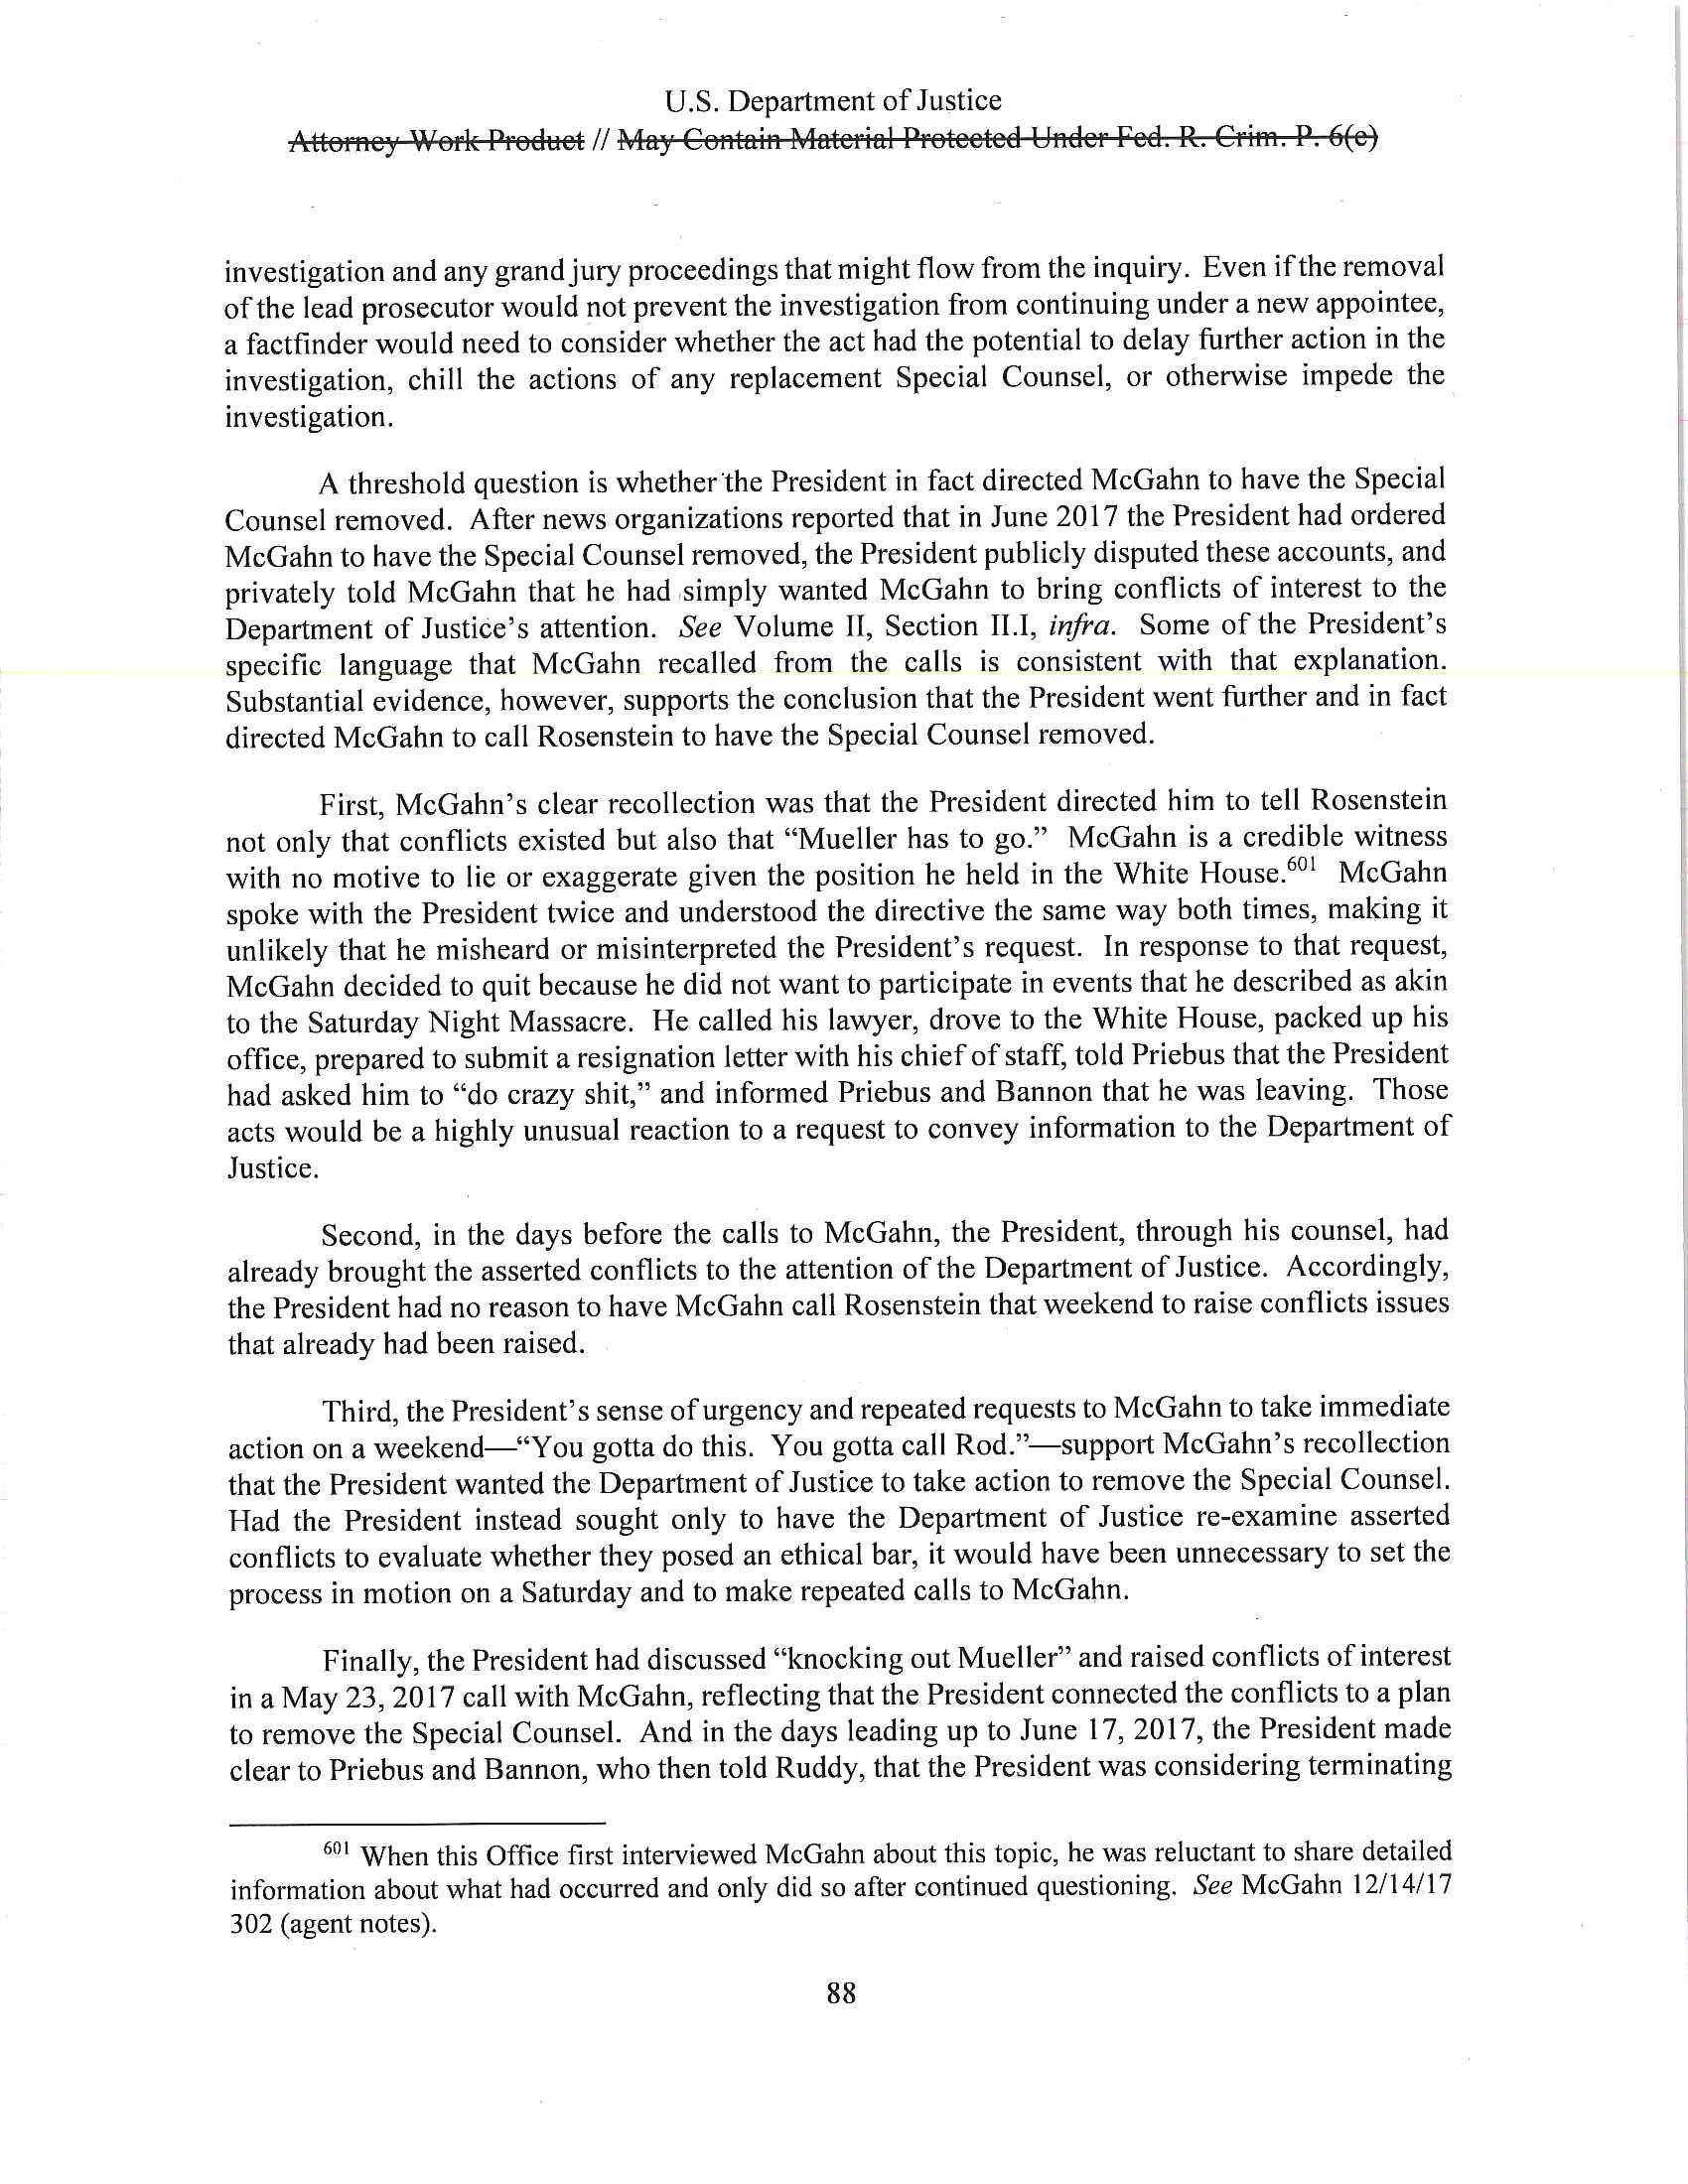 U.S. Department of Justice
Attorney Work Product // May Contain Material Protected Under Fed. R. Crim. P. 6(e)
investigation and any grand jury proceedings that might flow from the inquiry. Even if the removal
of the lead prosecutor would not prevent the investigation from continuing under a new appointee,
a factfinder would need to consider whether the act had the potential to delay further action in the
investigation, chill the actions of any replacement Special Counsel, or otherwise impede the
investigation.
A threshold question is whether the President in fact directed McGahn to have the Special
Counsel removed. After news organizations reported that in June 2017 the President had ordered
McGahn to have the Special Counsel removed, the President publicly disputed these accounts, and
privately told McGahn that he had simply wanted McGahn to bring conflicts of interest to the
Department of Justice's attention. See Volume II, Section II.I, infra. Some of the President's
specific language that McGahn recalled from the calls is consistent with that explanation.
Substantial evidence, however, supports the conclusion that the President went further and in fact
directed McGahn to call Rosenstein to have the Special Counsel removed.
First, McGahn's clear recollection was that the President directed him to tell Rosenstein
not only that conflicts existed but also that “Mueller has to go.” McGahn is a credible witness
with no motive to lie or exaggerate given the position he held in the White House.601 McGahn
spoke with the President twice and understood the directive the same way both times, making it
unlikely that he misheard or misinterpreted the President's request. In response to that request,
McGahn decided to quit because he did not want to participate in events that he described as akin
to the Saturday Night Massacre. He called his lawyer, drove to the White House, packed up his
office, prepared to submit a resignation letter with his chief of staff, told Priebus that the President
had asked him to “do crazy shit,” and informed Priebus and Bannon that he was leaving. Those
acts would be a highly unusual reaction to a request to convey information to the Department of
Justice.
Second, in the days before the calls to McGahn, the President, through his counsel, had
already brought the asserted conflicts to the attention of the Department of Justice. Accordingly,
the President had no reason to have McGahn call Rosenstein that weekend to raise conflicts issues
that already had been raised.
Third, the President's sense of urgency and repeated requests to McGahn to take immediate
action on a weekend—“You gotta do this. You gotta call Rod.”—support McGahn's recollection
that the President wanted the Department of Justice to take action to remove the Special Counsel.
Had the President instead sought only to have the Department of Justice re-examine asserted
conflicts to evaluate whether they posed an ethical bar, it would have been unnecessary to set the
process in motion on a Saturday and to make repeated calls to McGahn.
Finally, the President had discussed “knocking out Mueller” and raised conflicts of interest
in a May 23, 2017 call with McGahn, reflecting that the President connected the conflicts to a plan
to remove the Special Counsel. And in the days leading up to June 17, 2017, the President made
clear to Priebus and Bannon, who then told Ruddy, that the President was considering terminating
601 When this Office first interviewed McGahn about this topic, he was reluctant to share detailed
information about what had occurred and only did so after continued questioning. See McGahn 12/14/17
302 (agent notes).
88